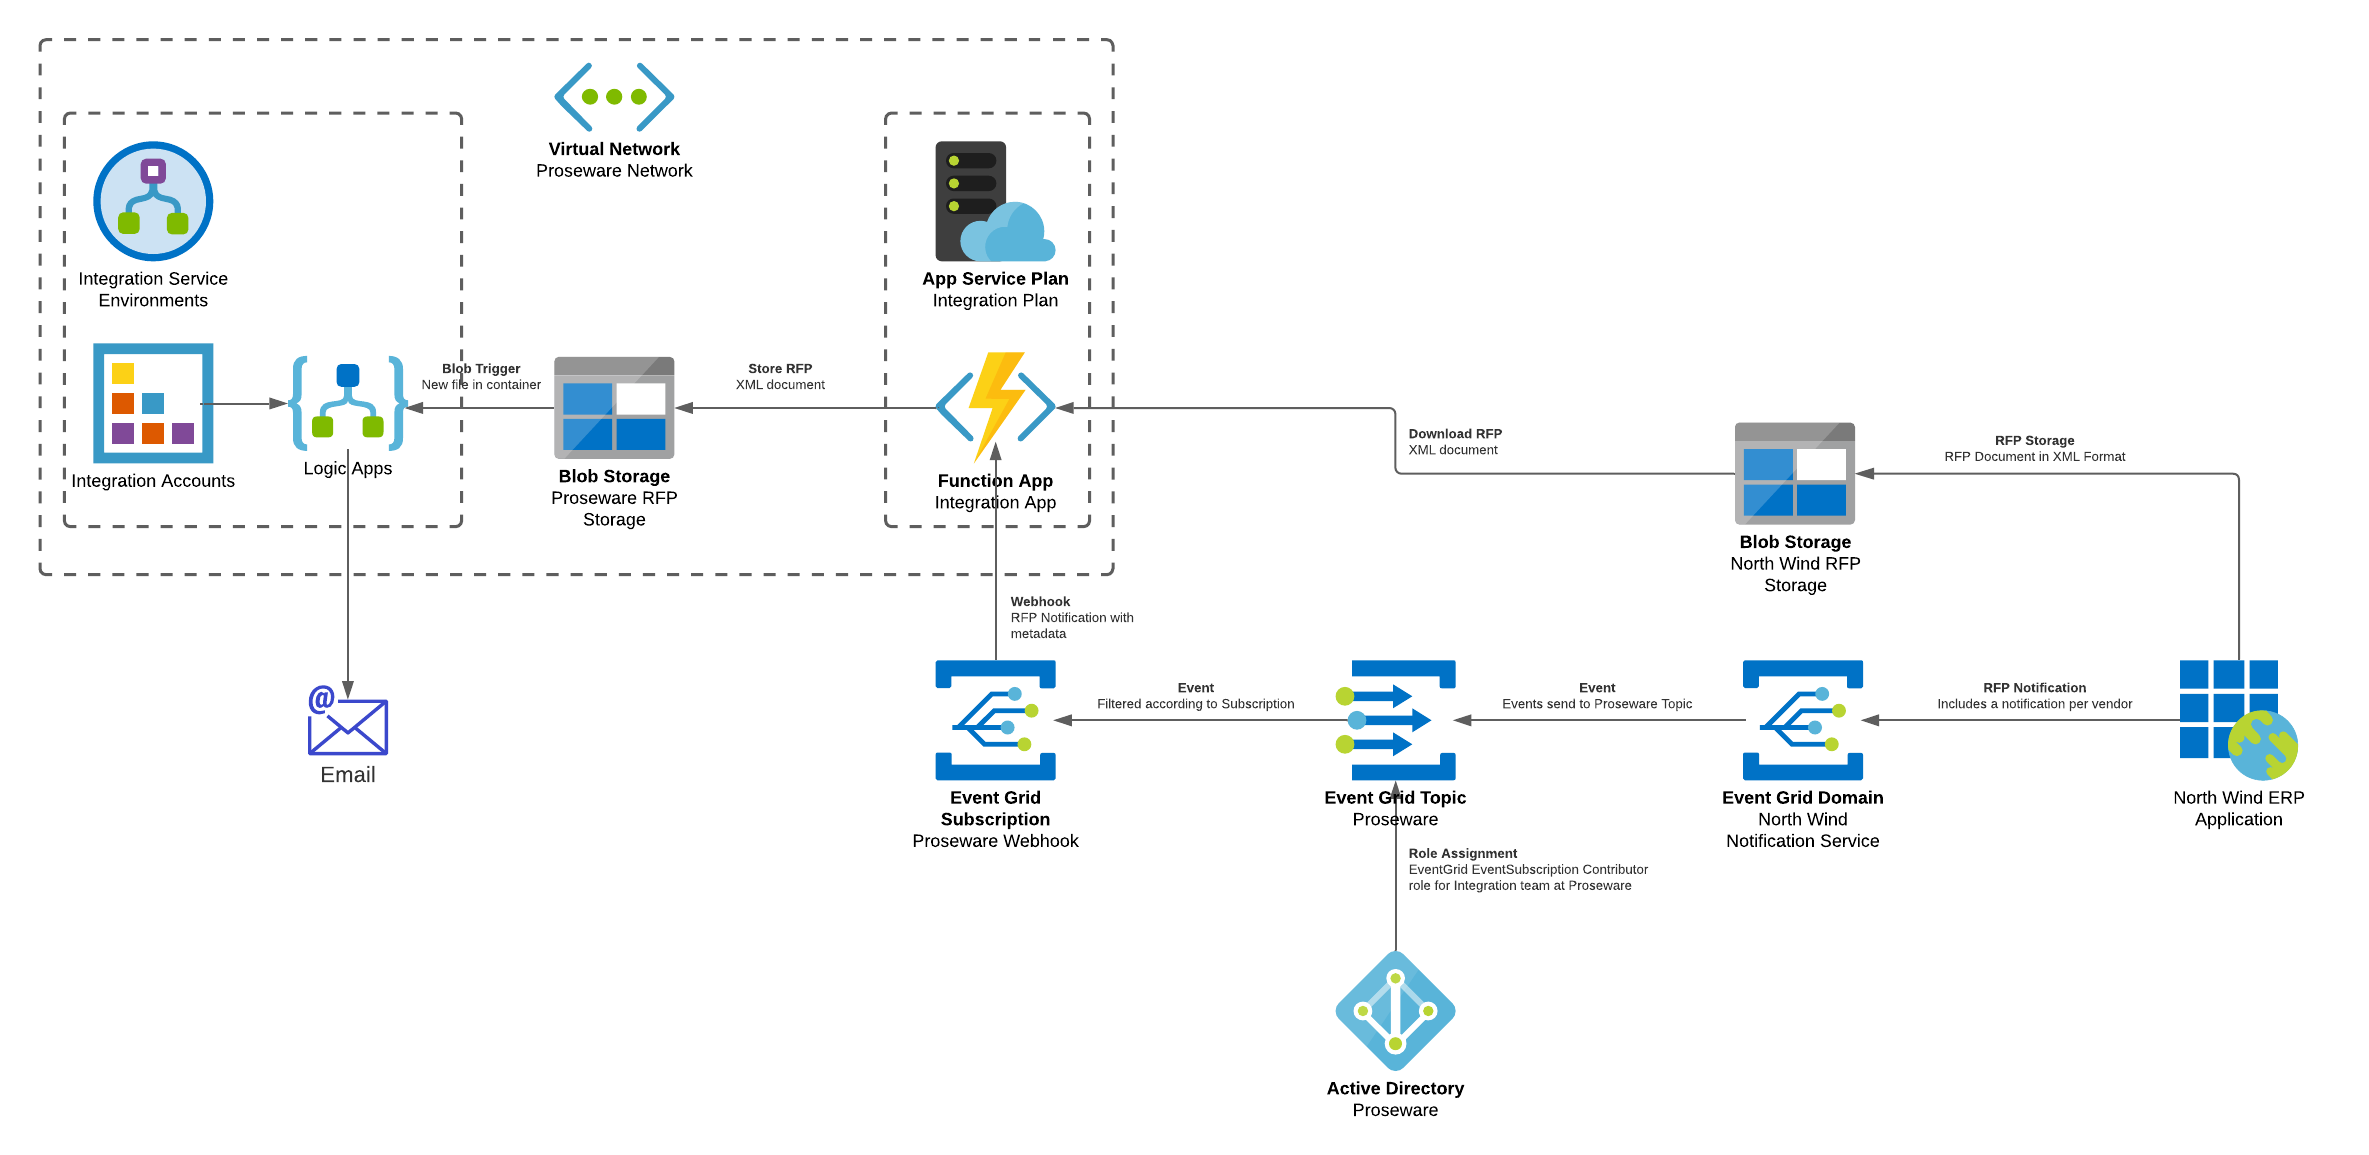 Virtual Network
Proseware Network
Integration Service
Environments
App Service Plan
Integration Plan
Integration Accounts
Logic Apps
Blob Trigger
New file in container
Blob Storage
Proseware RFP
Storage
Store RFP
XML document
Function App
Integration App
Download RFP
XML document
Blob Storage
North Wind RFP
Storage
RFP Storage
RFP Document in XML Format
Webhook
RFP Notification with
metadata
Email
Event Grid
Subscription
Proseware Webhook
Event
Filtered according to Subscription
Event Grid Topic
Proseware
Event
Events send to Proseware Topic
Event Grid Domain
North Wind
Notification Service
RFP Notification
Includes a notification per vendor
North Wind ERP
Application
Role Assignment
EventGrid EventSubscription Contributor
role for Integration team at Proseware
Active Directory
Proseware